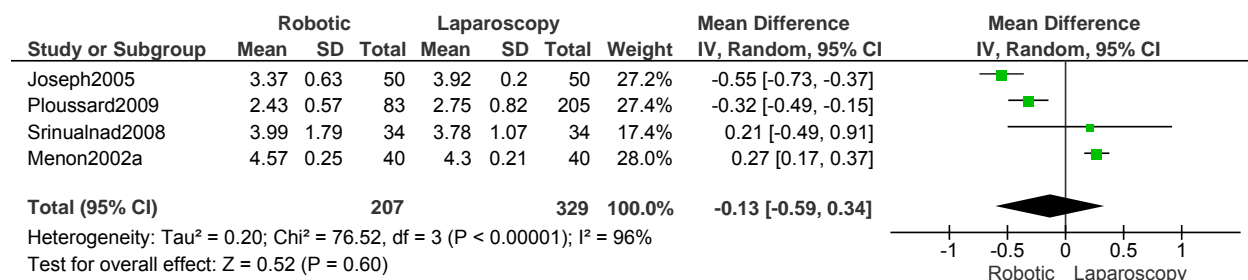 Robotic Laparoscopy Mean Difference Mean Difference
Study or Subgroup Mean SD Total Mean SD Total Weight IV, Random, 95% CI IV, Random, 95% CI
Joseph2005 3.37 0.63 50 3.92 0.2 50 27.2% -0.55 [-0.73, -0.37]
Ploussard2009 2.43 0.57 83 2.75 0.82 205 27.4% -0.32 [-0.49, -0.15]
Srinualnad2008 3.99 1.79 34 3.78 1.07 34 17.4% 0.21 [-0.49, 0.91]
Menon2002a 4.57 0.25 40 4.3 0.21 40 28.0% 0.27 [0.17, 0.37]
Total (95% CI) 207 329 100.0% -0.13 [-0.59, 0.34]
Heterogeneity: Tau² = 0.20; Chi² = 76.52, df = 3 (P < 0.00001); I² = 96%
Test for overall effect: Z = 0.52 (P = 0.60)
-1 -0.5 0 0.5 1
Robotic Laparoscopy